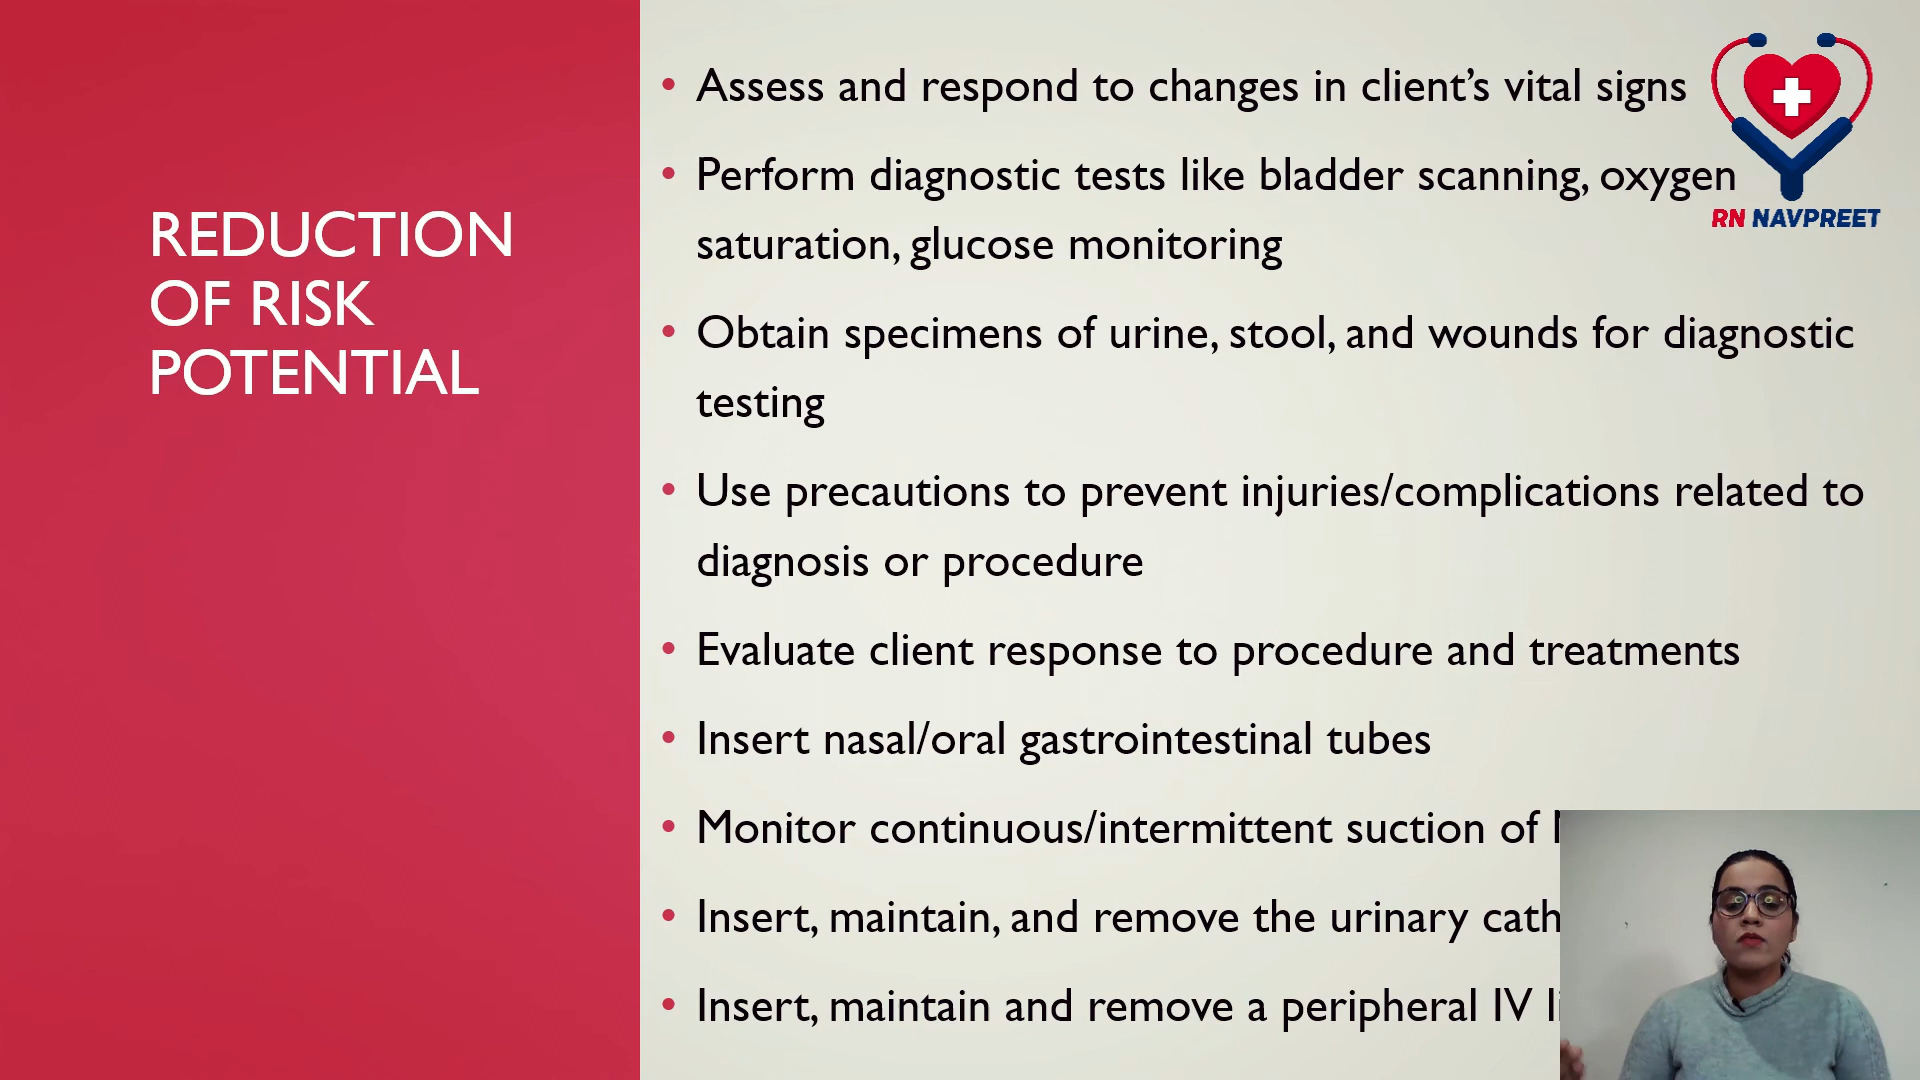 REDUCTION
OF RISK
POTENTIAL
• Assess and respond to changes in client’s vital signs
• Perform diagnostic tests like bladder scanning, oxygen
saturation, glucose monitoring
• Obtain specimens of urine, stool, and wounds for diagnostic
testing
• Use precautions to prevent injuries/complications related to
diagnosis or procedure
• Evaluate client response to procedure and treatments
• Insert nasal/oral gastrointestinal tubes
• Monitor continuous/intermittent suction of
• Insert, maintain, and remove the urinary
• Insert, maintain and remove a peripheral IV
RN NAVPREET